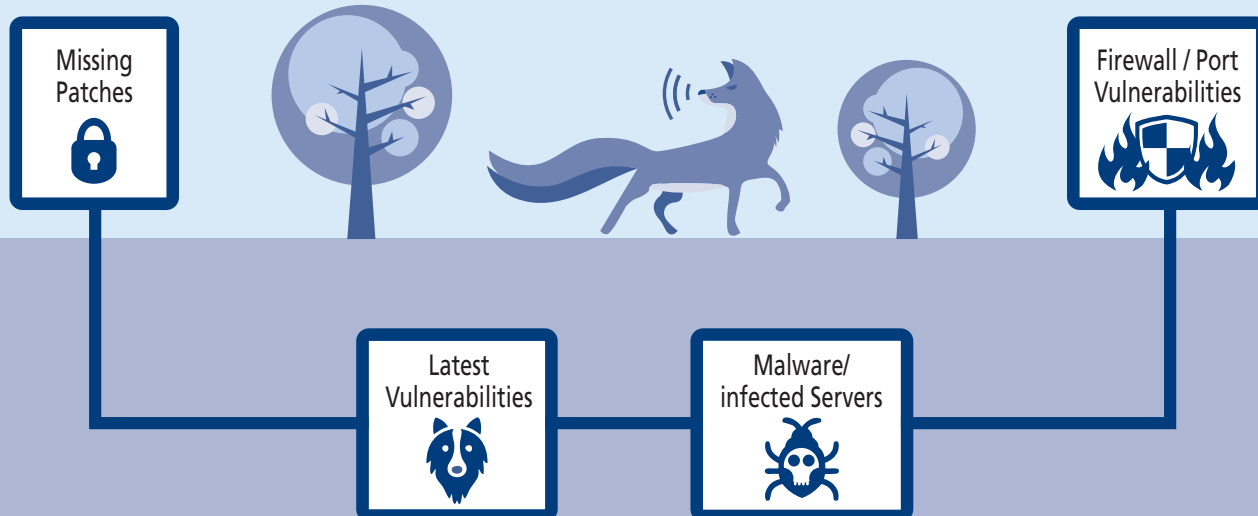 Missing
Patches
Firewall / Port
Vulnerabilities
Latest
Vulnerabilities
Malware/
infected Servers